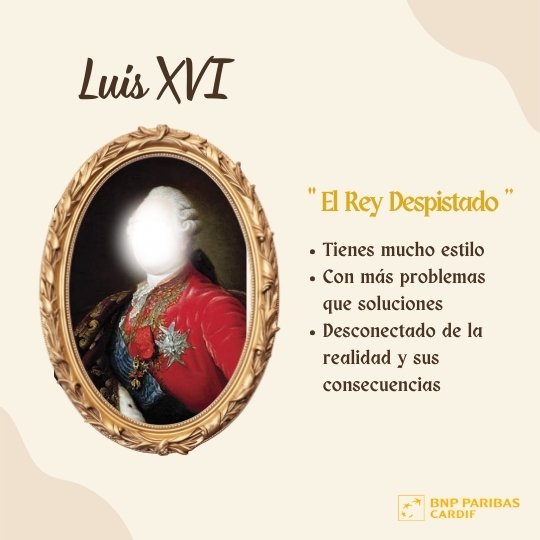 Luis XVI
" El Rey Despistado "
• Tienes mucho estilo
• Con más problemas
que soluciones
• Desconectado de la
realidad y sus
consecuencias
BNP PARIBAS
CARDIF